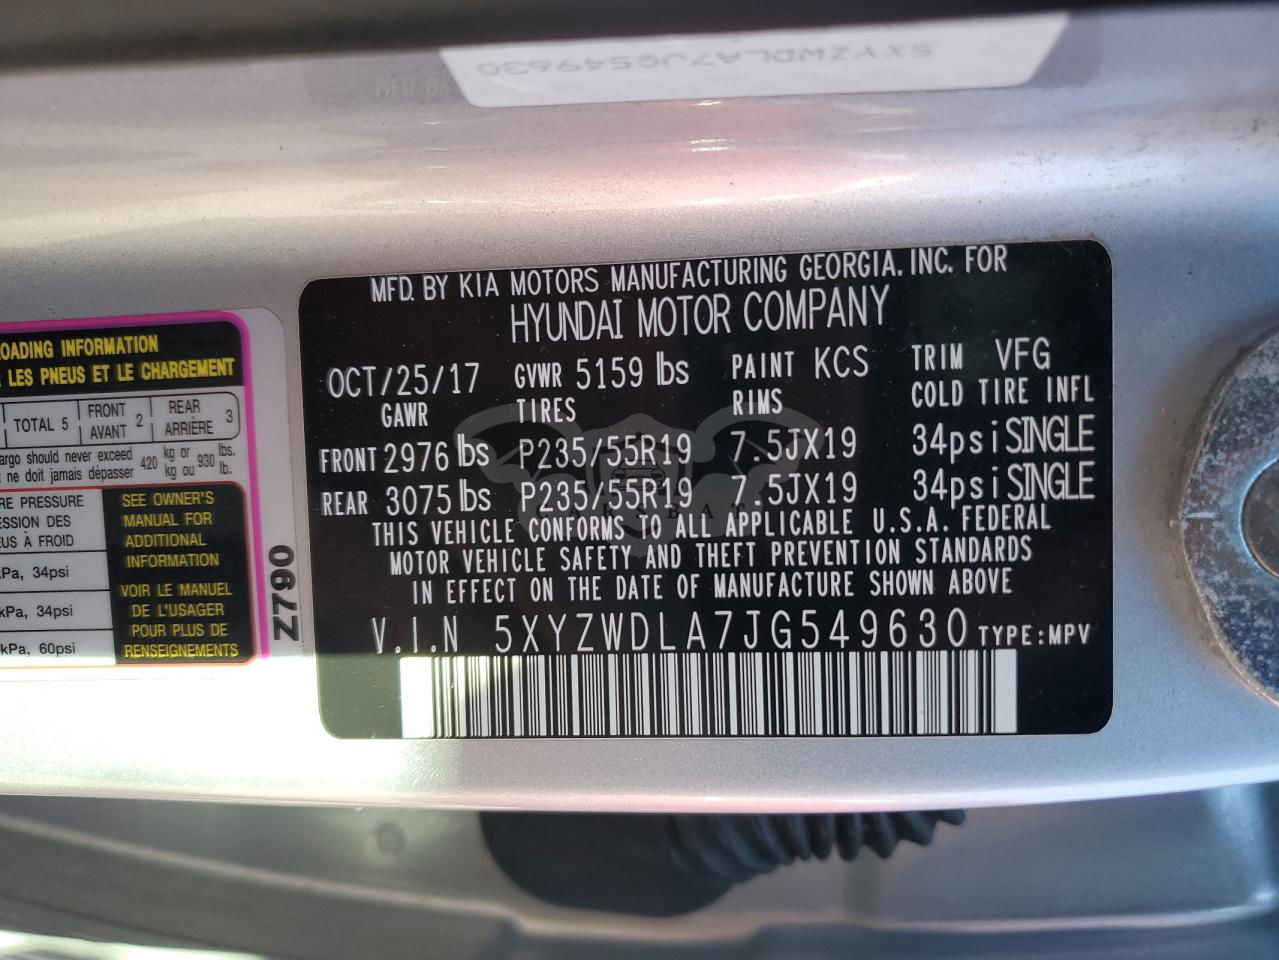 5XYZWDLA7JG549630
MFD. BY KIA MOTORS MANUFACTURING GEORGIA. INC. FOR
HYUNDAI MOTOR COMPANY
OCT/25/17 GVWR 5159 lbs PAINT KCS TRIM VFG
GAWR TIRES RIMS COLD TIRE INFL
FRONT 2976 lbs P235/55R19 7.5JX19 34psi SINGLE
REAR 3075 lbs P235/55R19 7.5JX19 34psi SINGLE
THIS VEHICLE CONFORMS TO ALL APPLICABLE U.S.A. FEDERAL
MOTOR VEHICLE SAFETY AND THEFT PREVENTION STANDARDS
IN EFFECT ON THE DATE OF MANUFACTURE SHOWN ABOVE
V.I.N 5XYZWDLA7JG549630 TYPE:MPV
LOADING INFORMATION
LES PNEUS ET LE CHARGEMENT
TOTAL 5 FRONT AVANT 2 REAR ARRIÈRE 3
should never exceed 420 kg or 930 lbs.
ne doit jamais dépasser kg ou lb.
PRESSURE
DES
À FROID
kPa, 34psi
kPa, 34psi
kPa, 60psi
SEE OWNER'S
MANUAL FOR
ADDITIONAL
INFORMATION
VOIR LE MANUEL
DE L'USAGER
POUR PLUS DE
RENSEIGNEMENTS
Z790